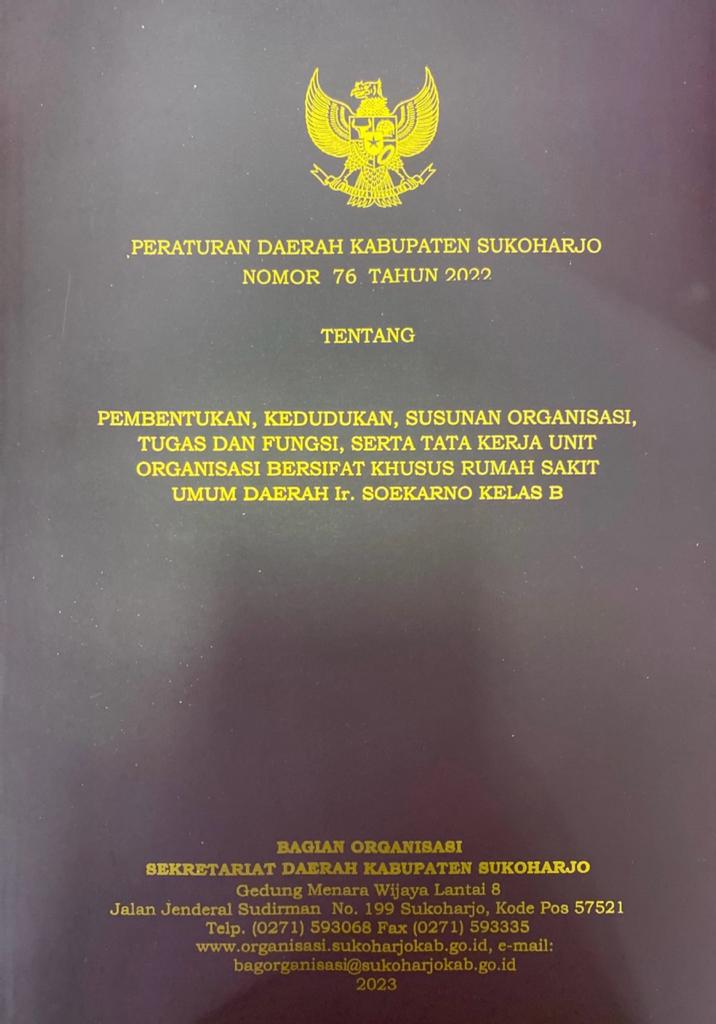 PERATURAN DAERAH KABUPATEN SUKOHARJO
NOMOR 76 TAHUN 2022
TENTANG
PEMBENTUKAN, KEDUDUKAN, SUSUNAN ORGANISASI,
TUGAS DAN FUNGSI, SERTA TATA KERJA UNIT
ORGANISASI BERSIFAT KHUSUS RUMAH SAKIT
UMUM DAERAH Ir. SOEKARNO KELAS B
BAGIAN ORGANISASI
SEKRETARIAT DAERAH KABUPATEN SUKOHARJO
Gedung Menara Wijaya Lantai 8
Jalan Jenderal Sudirman No. 199 Sukoharjo, Kode Pos 57521
Telp. (0271) 593068 Fax (0271) 593335
www.organisasi.sukoharjokab.go.id, e-mail:
bagorganisasi@sukoharjokab.go.id
2023